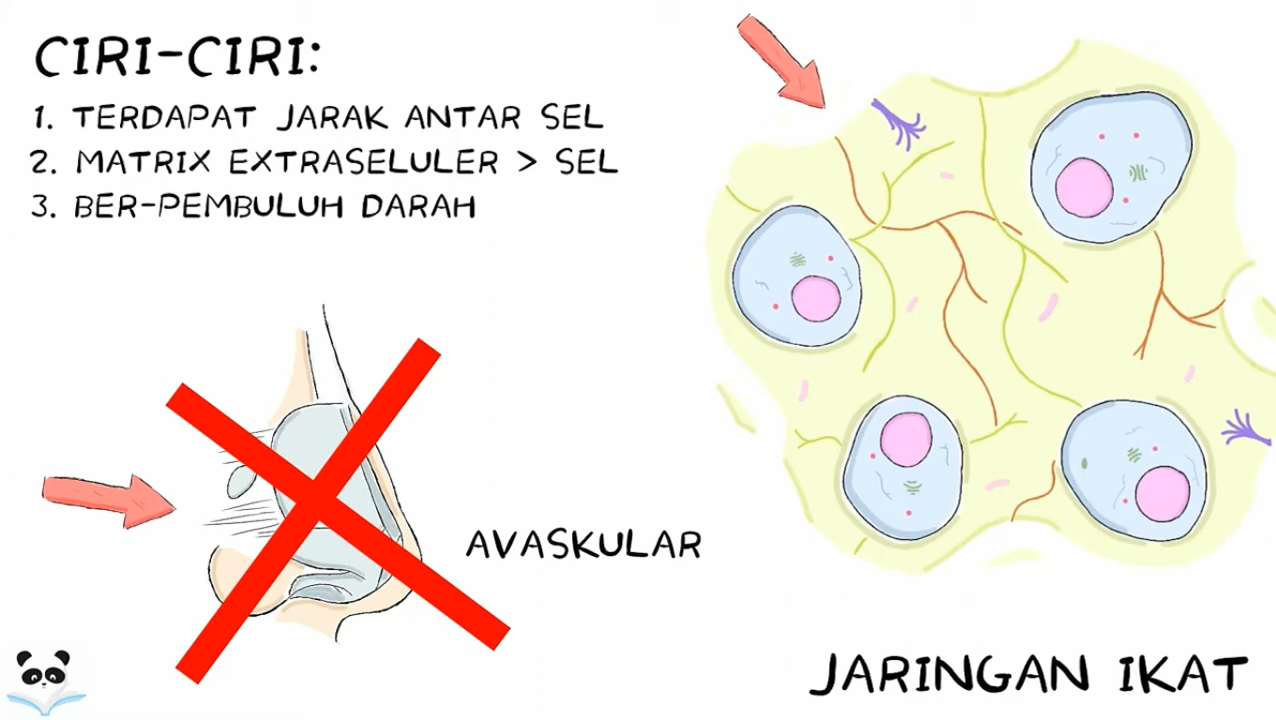 CIRI-CIRI:
1. TERDAPAT JARAK ANTAR SEL
2. MATRIX EXTRASELULER > SEL
3. BER-PEMBULUH DARAH
AVASKULAR
JARINGAN IKAT